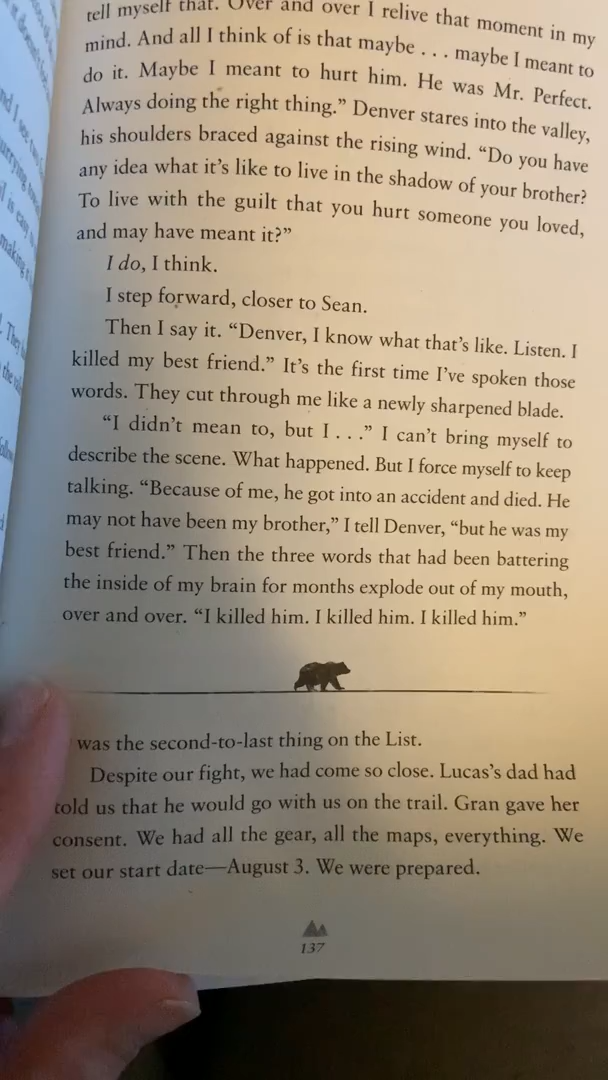 tell myself that. Over and over I relive that moment in my
mind. And all I think of is that maybe . . . maybe I meant to
do it. Maybe I meant to hurt him. He was Mr. Perfect.
Always doing the right thing.” Denver stares into the valley,
his shoulders braced against the rising wind. “Do you have
any idea what it’s like to live in the shadow of your brother?
To live with the guilt that you hurt someone you loved,
and may have meant it?”
I do, I think.
I step forward, closer to Sean.
Then I say it. “Denver, I know what that’s like. Listen. I
killed my best friend.” It’s the first time I’ve spoken those
words. They cut through me like a newly sharpened blade.
“I didn’t mean to, but I . . .” I can’t bring myself to
describe the scene. What happened. But I force myself to keep
talking. “Because of me, he got into an accident and died. He
may not have been my brother,” I tell Denver, “but he was my
best friend.” Then the three words that had been battering
the inside of my brain for months explode out of my mouth,
over and over. “I killed him. I killed him. I killed him.”
was the second-to-last thing on the List.
Despite our fight, we had come so close. Lucas’s dad had
told us that he would go with us on the trail. Gran gave her
consent. We had all the gear, all the maps, everything. We
set our start date—August 3. We were prepared.
137